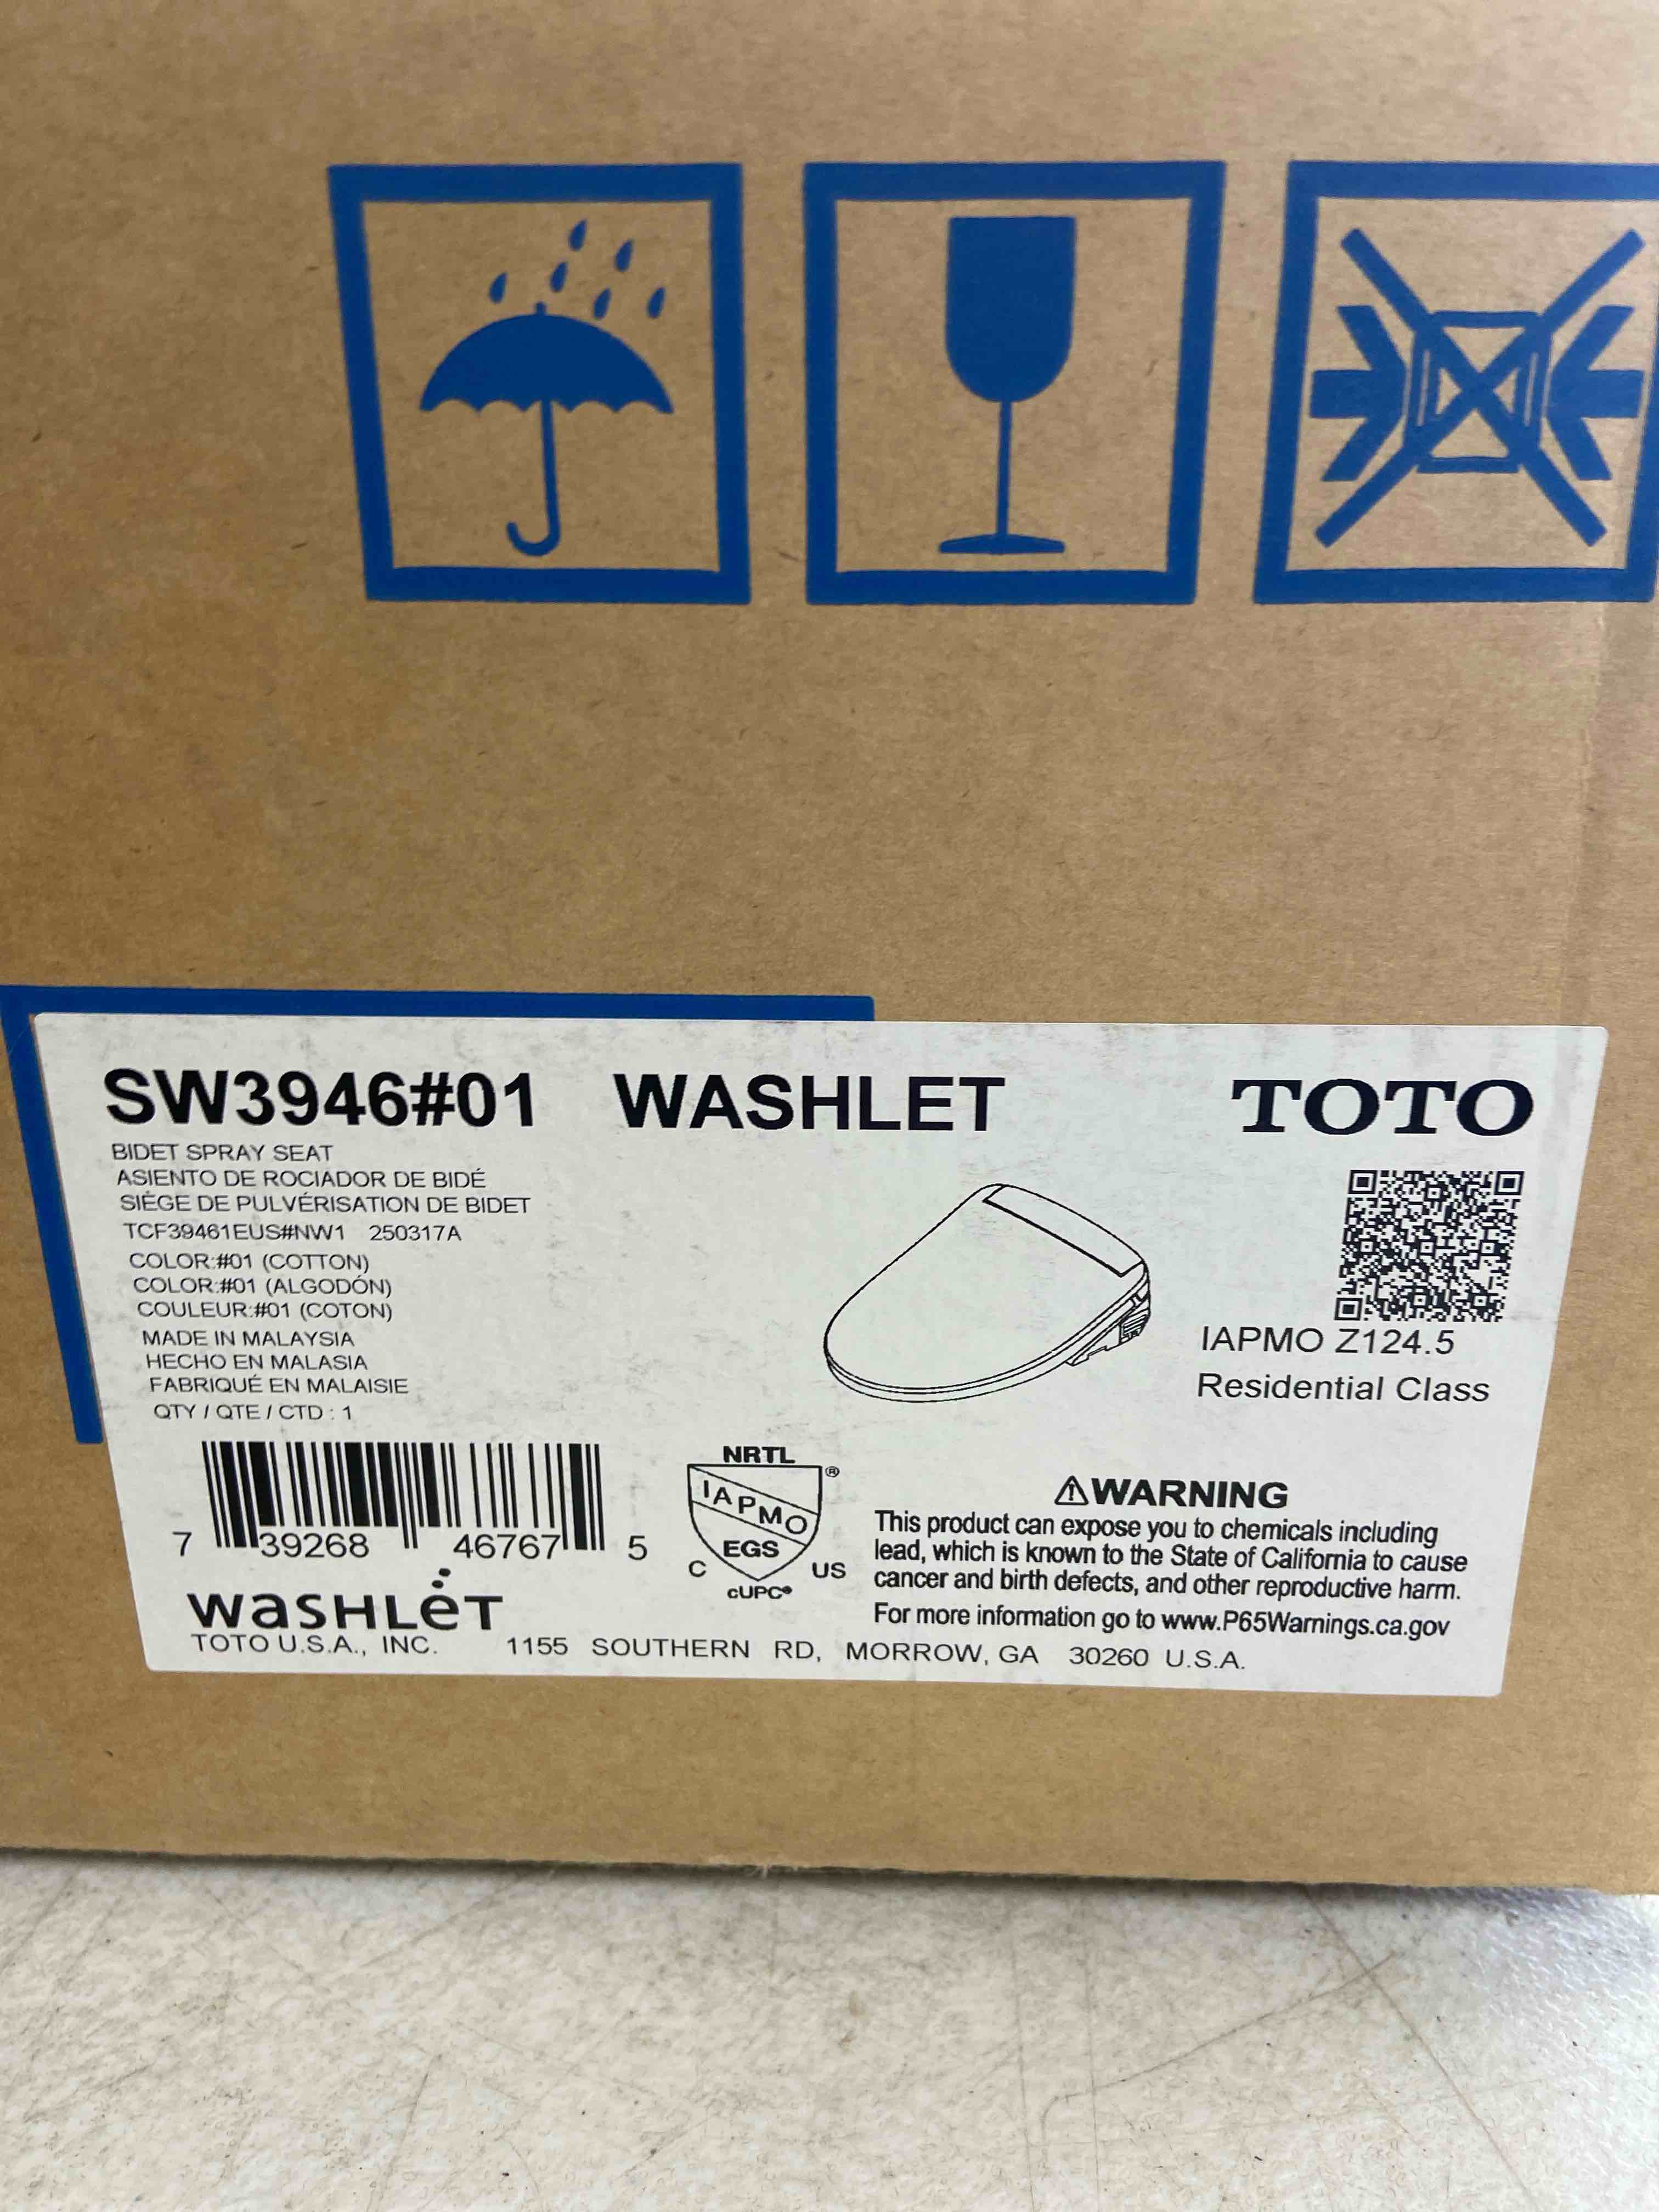 SW3946#01 WASHLET TOTO
BIDET SPRAY SEAT
ASIENTO DE ROCIADOR DE BIDÉ
SIÈGE DE PULVÉRISATION DE BIDET
TCF39461EUS#NW1 250317A
COLOR:#01 (COTTON)
COLOR:#01 (ALGODÓN)
COULEUR:#01 (COTON)
MADE IN MALAYSIA
HECHO EN MALASIA
FABRIQUÉ EN MALAISIE
QTY / QTE / CTD : 1
IAPMO Z124.5
Residential Class
7 39268 46767 5
NRTL
IAPMO ®
EGS
C US
cUPC®
⚠WARNING
This product can expose you to chemicals including
lead, which is known to the State of California to cause
cancer and birth defects, and other reproductive harm.
For more information go to www.P65Warnings.ca.gov
WASHLET
TOTO U.S.A., INC. 1155 SOUTHERN RD, MORROW, GA 30260 U.S.A.